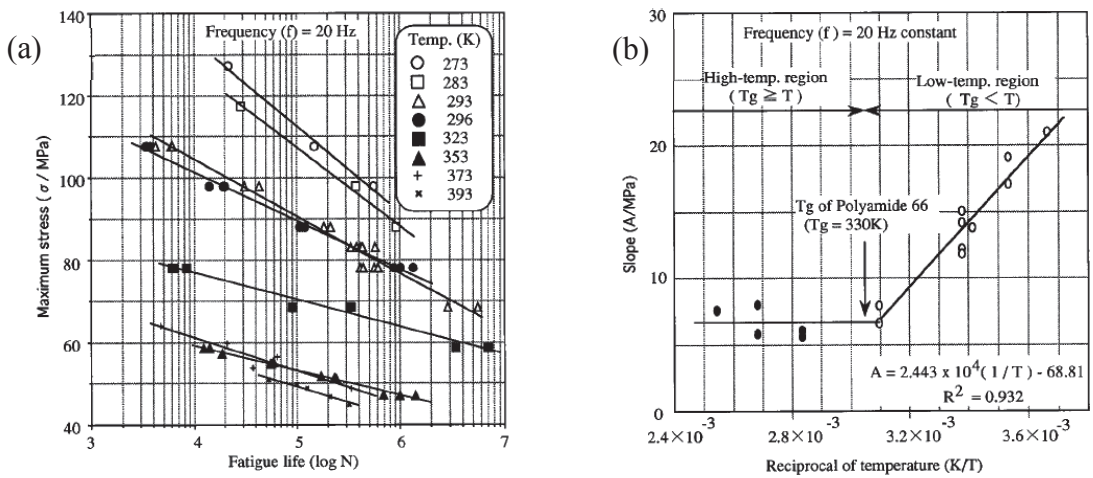 (a)
Frequency (f) = 20 Hz
Temp. (K)
273
283
293
296
323
353
373
393
140
120
100
80
60
40
3
4
5
6
7
Maximum stress (σ / MPa)
Fatigue life (log N)
(b)
Frequency (f ) = 20 Hz constant
High-temp. region
( Tg ≧ T)
Low-temp. region
( Tg < T)
Tg of Polyamide 66
(Tg = 330K)
A = 2.443 x 10⁴( 1 / T) - 68.81
R² = 0.932
30
20
10
0
2.4×10⁻³
2.8×10⁻³
3.2×10⁻³
3.6×10⁻³
Slope (A/MPa)
Reciprocal of temperature (K/T)